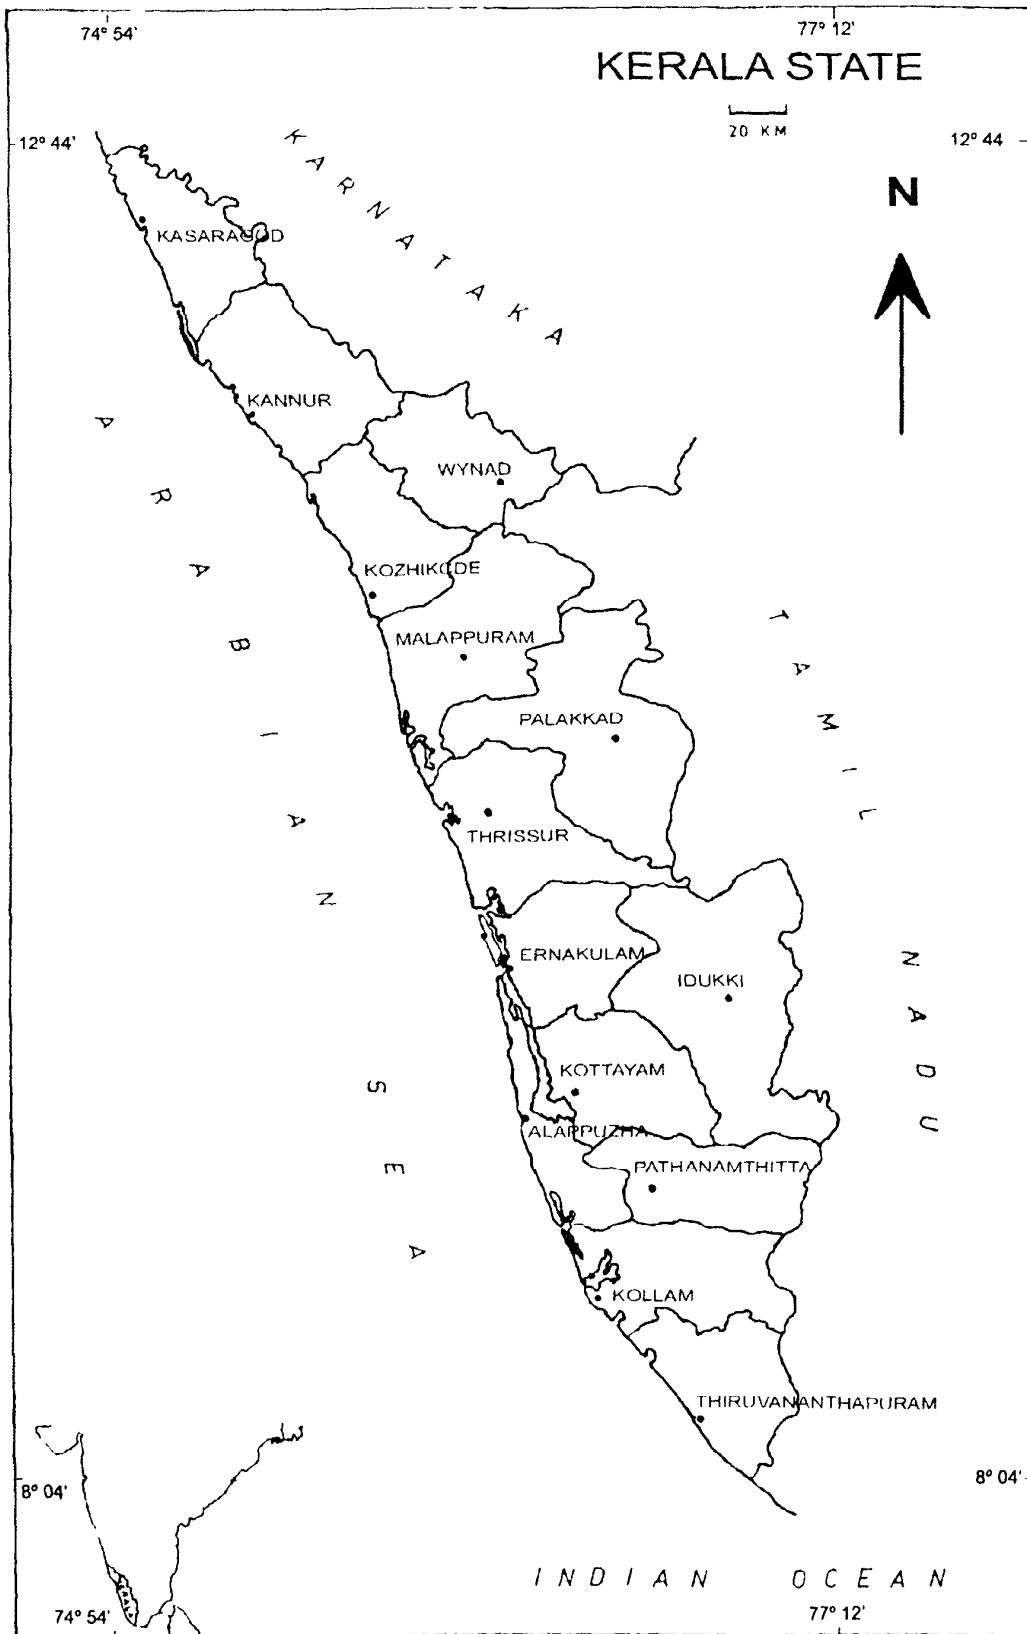 74° 54'
77° 12'
KERALA STATE
20 KM
12° 44'
12° 44
N
KARNATAKA
KASARAGOD
KANNUR
WYNAD
ARABIAN SEA
KOZHIKODE
TAMIL NADU
MALAPPURAM
PALAKKAD
THRISSUR
ERNAKULAM
IDUKKI
KOTTAYAM
ALAPPUZHA
PATHANAMTHITTA
KOLLAM
THIRUVANANTHAPURAM
8° 04'
8° 04'
KERALA
INDIAN OCEAN
74° 54'
77° 12'